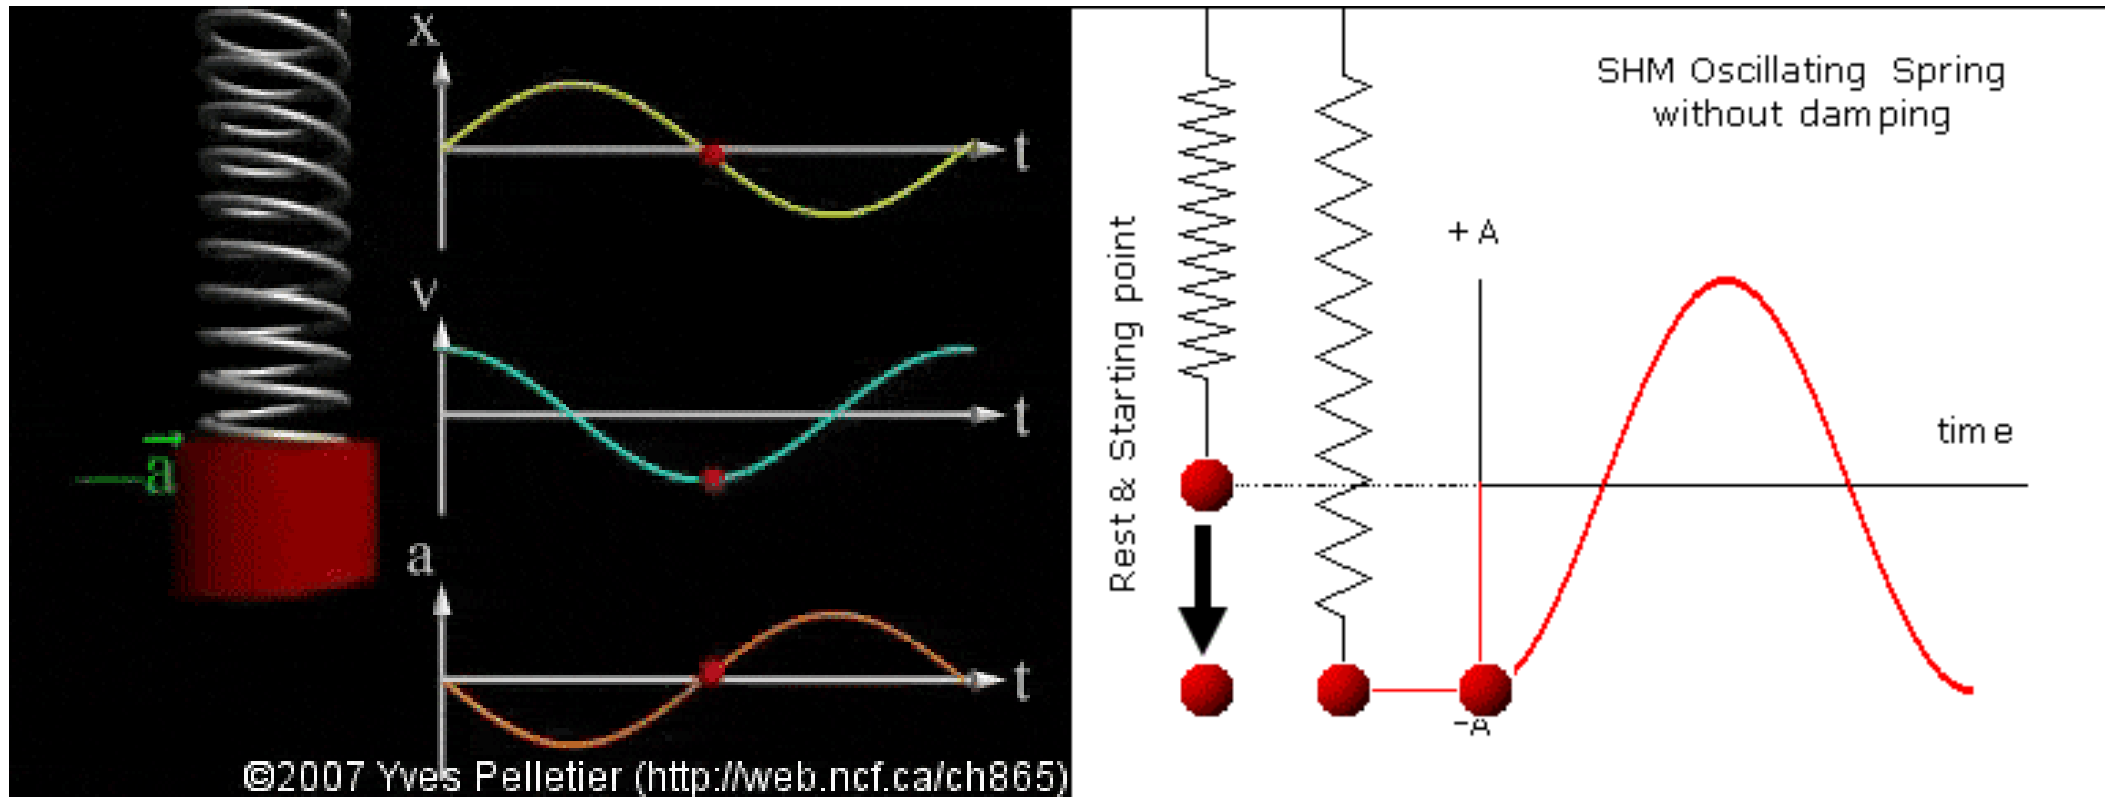 x
t
v
t
a
a
t
©2007 Yves Pelletier (http://web.ncf.ca/ch865)
SHM Oscillating Spring
without damping
Rest & Starting point
+A
time
-A